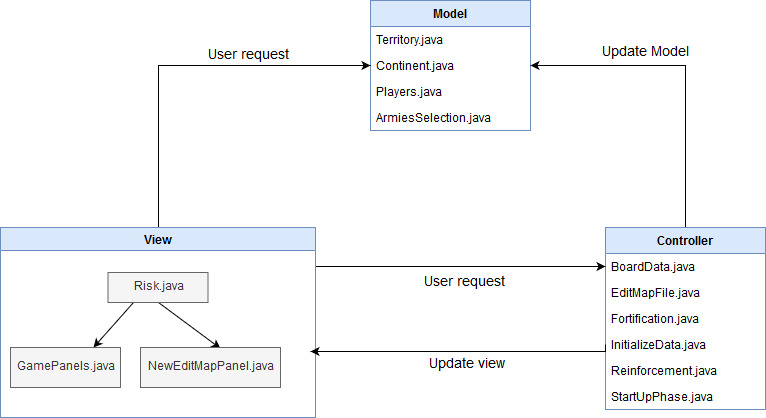 Model
Territory.java
Continent.java
Players.java
ArmiesSelection.java
User request
Update Model
View
Risk.java
GamePanels.java
NewEditMapPanel.java
User request
Update view
Controller
BoardData.java
EditMapFile.java
Fortification.java
InitializeData.java
Reinforcement.java
StartUpPhase.java